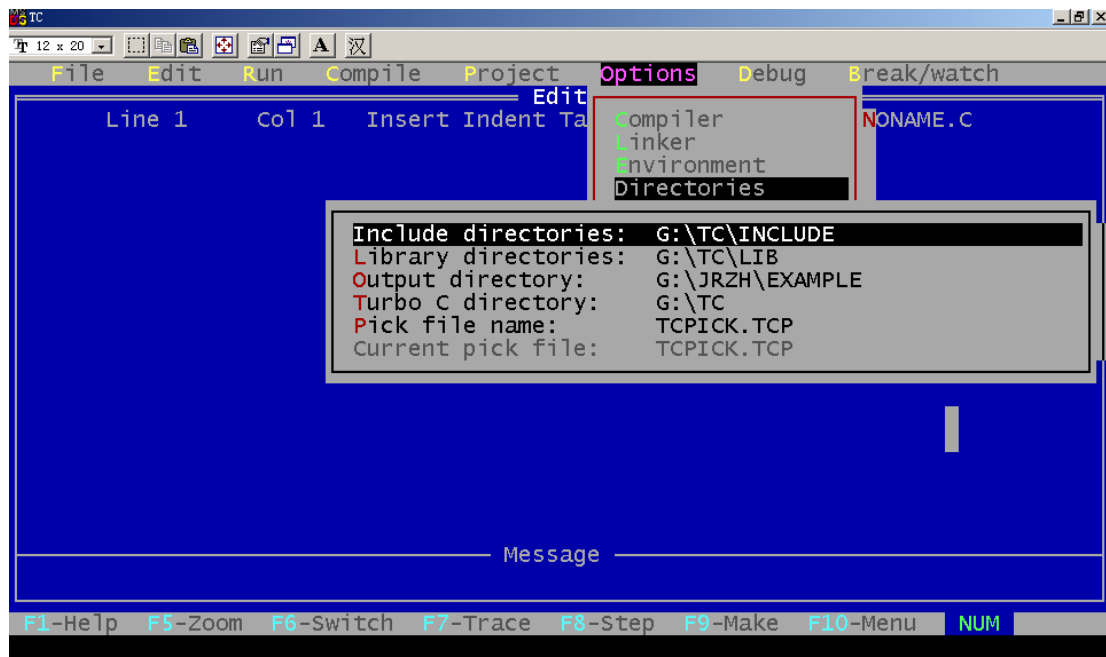 MS DOS TC
Tr 12 x 20 A 汉
File Edit Run Compile Project Options Debug Break/watch
Edit
Line 1 Col 1 Insert Indent Ta NONAME.C
Compiler
Linker
Environment
Directories
Include directories: G:\TC\INCLUDE
Library directories: G:\TC\LIB
Output directory: G:\JRZH\EXAMPLE
Turbo C directory: G:\TC
Pick file name: TCPICK.TCP
Current pick file: TCPICK.TCP
Message
F1-Help F5-Zoom F6-Switch F7-Trace F8-Step F9-Make F10-Menu NUM